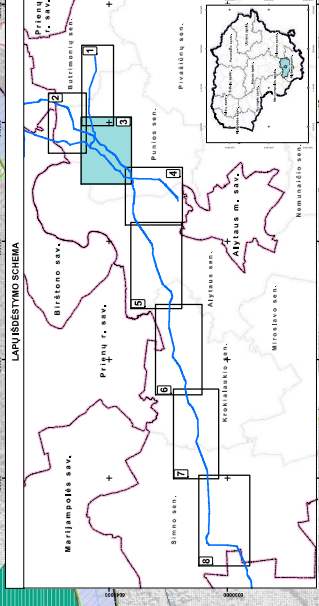 LAPŲ IŠDĖSTYMO SCHEMA
Prienų
r. sav.
Butrimonių sen.
Pivašiūnų sen.
1
2
3
Punios sen.
4
Birštono sav.
Alytaus m. sav.
Nemunaičio sen.
5
Prienų r. sav.
Alytaus sen.
6
Krokialaukio sen.
Miroslavo sen.
7
Marijampolės sav.
Simno sen.
8